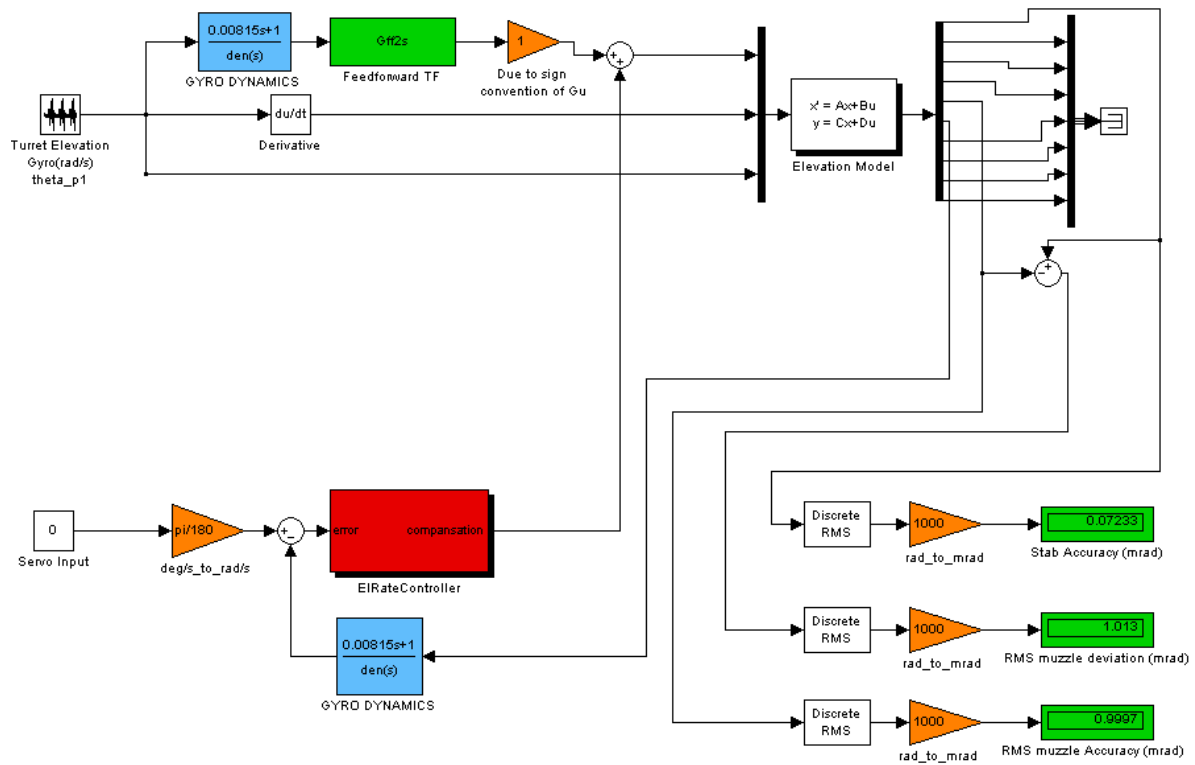 0.00815s+1
den(s)
GYRO DYNAMICS
Gff2s
Feedforward TF
1
Due to sign
convention of Gu
+
+
Turret Elevation
Gyro(rad/s)
theta_p1
du/dt
Derivative
x' = Ax+Bu
y = Cx+Du
Elevation Model
+
−
0
Servo Input
pi/180
deg/s_to_rad/s
+
−
error
compansation
ElRateController
0.00815s+1
den(s)
GYRO DYNAMICS
Discrete
RMS
1000
rad_to_mrad
0.07233
Stab Accuracy (mrad)
Discrete
RMS
1000
rad_to_mrad
1.013
RMS muzzle deviation (mrad)
Discrete
RMS
1000
rad_to_mrad
0.9997
RMS muzzle Accuracy (mrad)